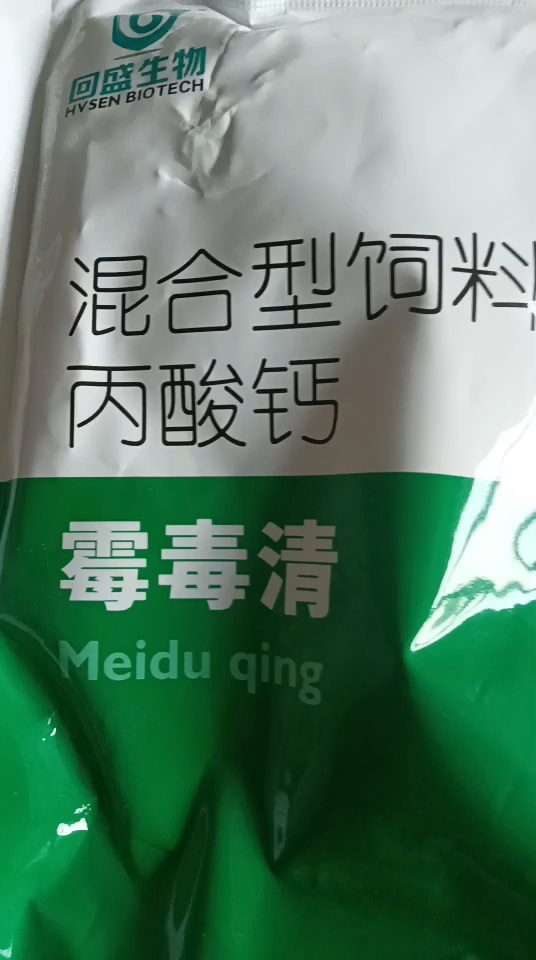 回盛生物
HVSEN BIOTECH
混合型饲料
丙酸钙
霉毒清
Meidu qing